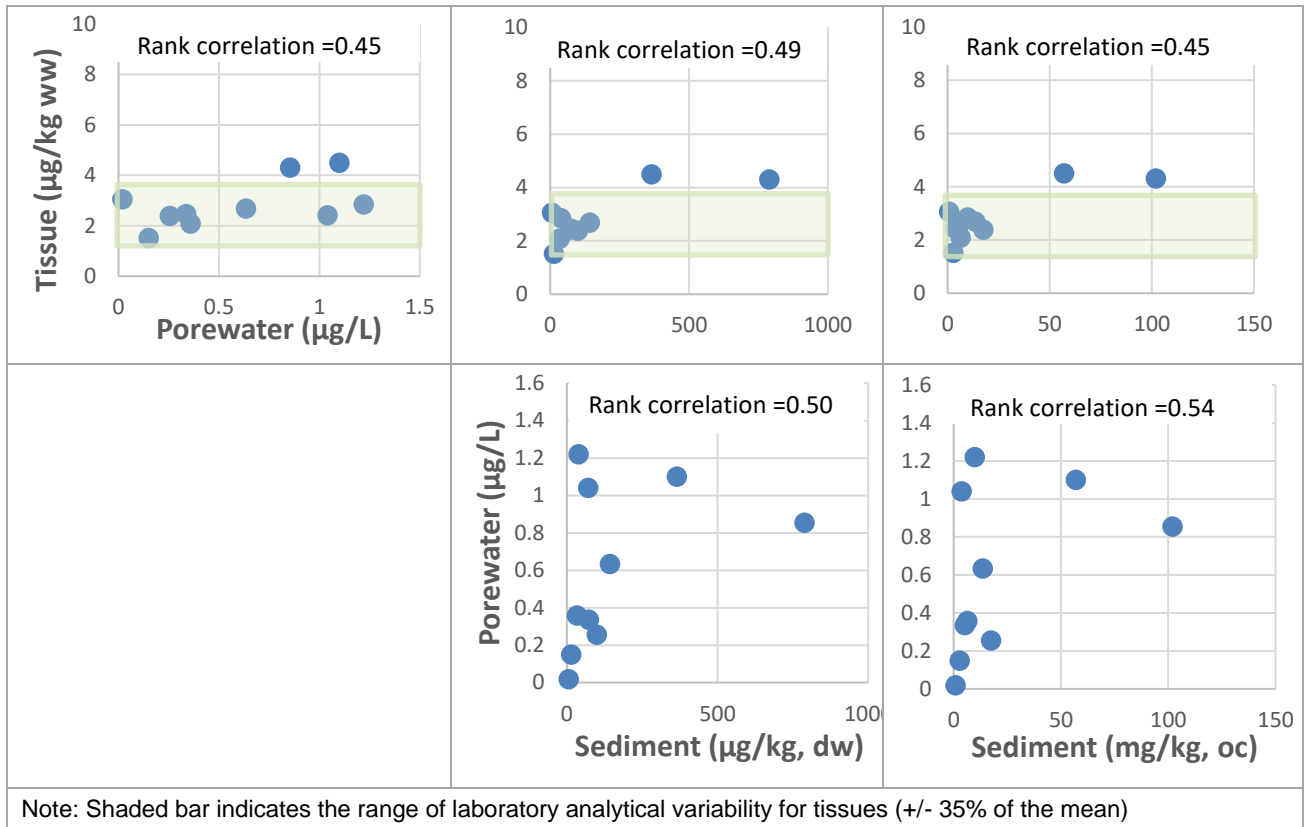 10
8
6
4
2
0
Rank correlation =0.45
Tissue (µg/kg ww)
0 0.5 1 1.5
Porewater (µg/L)
10
8
6
4
2
0
Rank correlation =0.49
0 500 1000
10
8
6
4
2
0
Rank correlation =0.45
0 50 100 150
1.6
1.4
1.2
1
0.8
0.6
0.4
0.2
0
Rank correlation =0.50
Porewater (µg/L)
0 500 1000
Sediment (µg/kg, dw)
1.6
1.4
1.2
1
0.8
0.6
0.4
0.2
0
Rank correlation =0.54
0 50 100 150
Sediment (mg/kg, oc)
Note: Shaded bar indicates the range of laboratory analytical variability for tissues (+/- 35% of the mean)